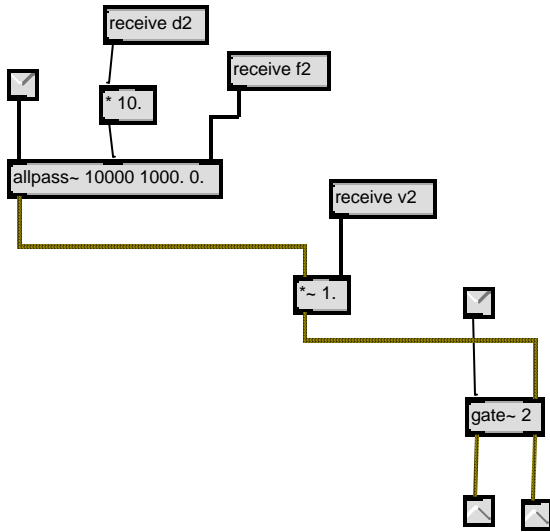 receive d2
receive f2
* 10.
allpass~ 10000 1000. 0.
receive v2
*~ 1.
gate~ 2